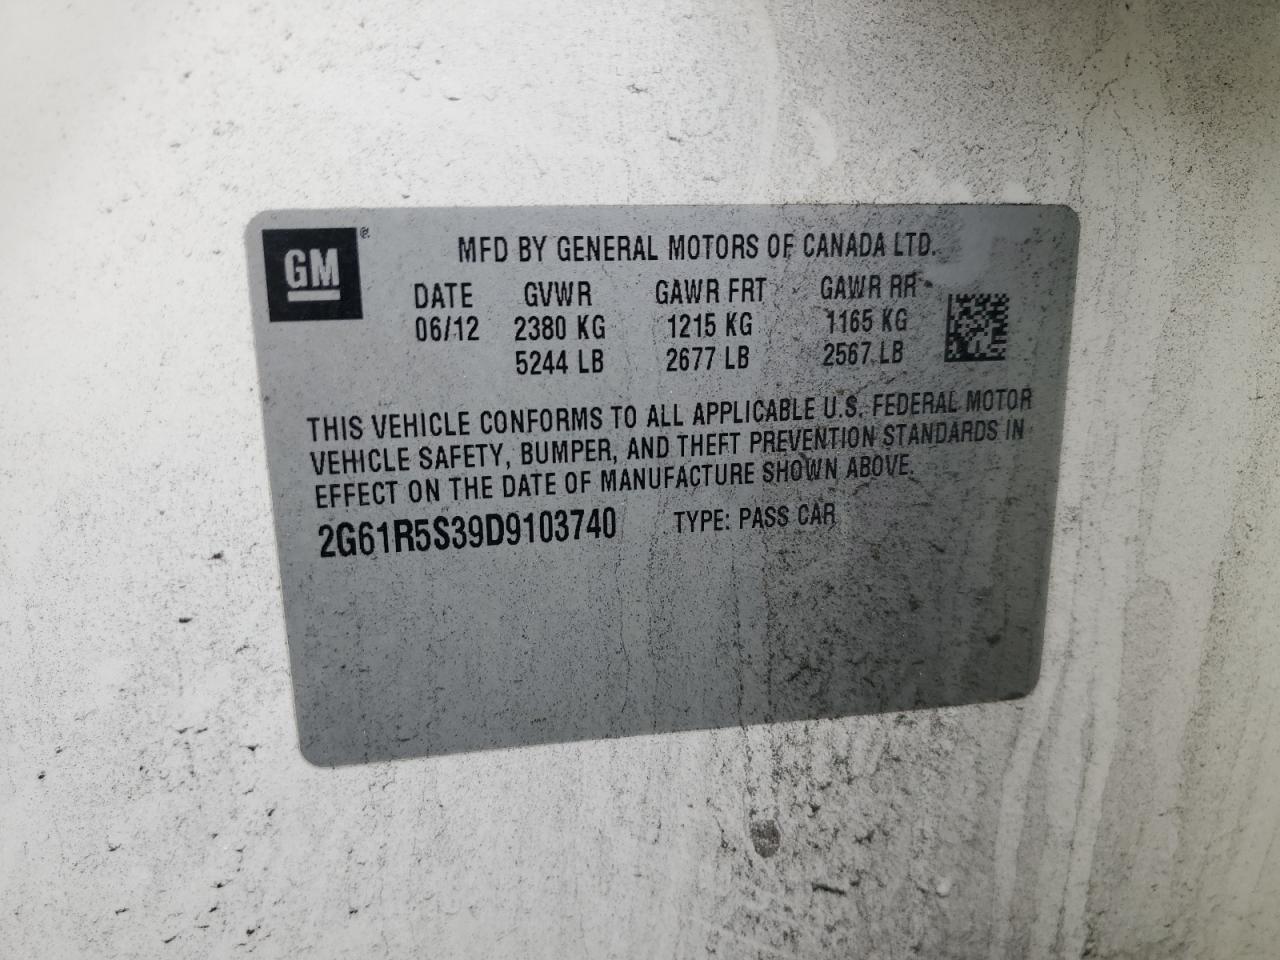 GM®
MFD BY GENERAL MOTORS OF CANADA LTD.
DATE GVWR GAWR FRT GAWR RR
06/12 2380 KG 1215 KG 1165 KG
5244 LB 2677 LB 2567 LB
THIS VEHICLE CONFORMS TO ALL APPLICABLE U.S. FEDERAL MOTOR
VEHICLE SAFETY, BUMPER, AND THEFT PREVENTION STANDARDS IN
EFFECT ON THE DATE OF MANUFACTURE SHOWN ABOVE.
2G61R5S39D9103740 TYPE: PASS CAR